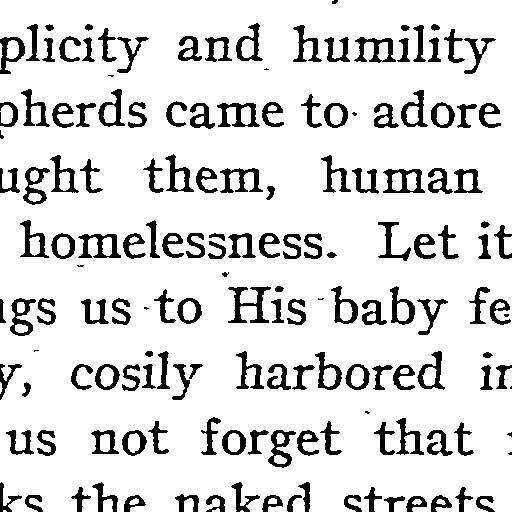 plicity and humility
pherds came to adore
ught them, human
homelessness. Let it
ngs us to His baby fe
y, cosily harbored in
us not forget that
ks the naked streets